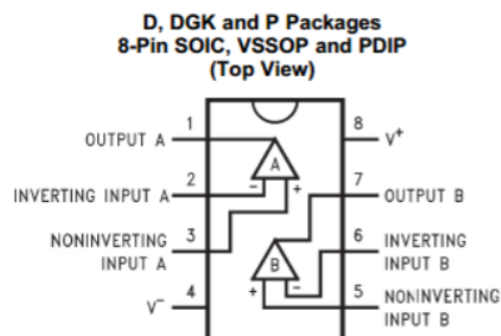 D, DGK and P Packages
8-Pin SOIC, VSSOP and PDIP
(Top View)
OUTPUT A 1
INVERTING INPUT A 2
NONINVERTING 3
INPUT A
V⁻ 4
A
- +
B
+ -
8 V⁺
7 OUTPUT B
6 INVERTING
INPUT B
5 NONINVERTING
INPUT B